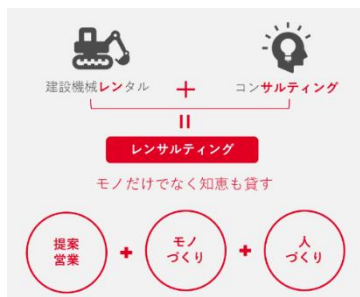 建設機械レンタル + コンサルティング
=
レンサルティング
モノだけでなく知恵も貸す
提案
営業
+
モノ
づくり
+
人
づくり